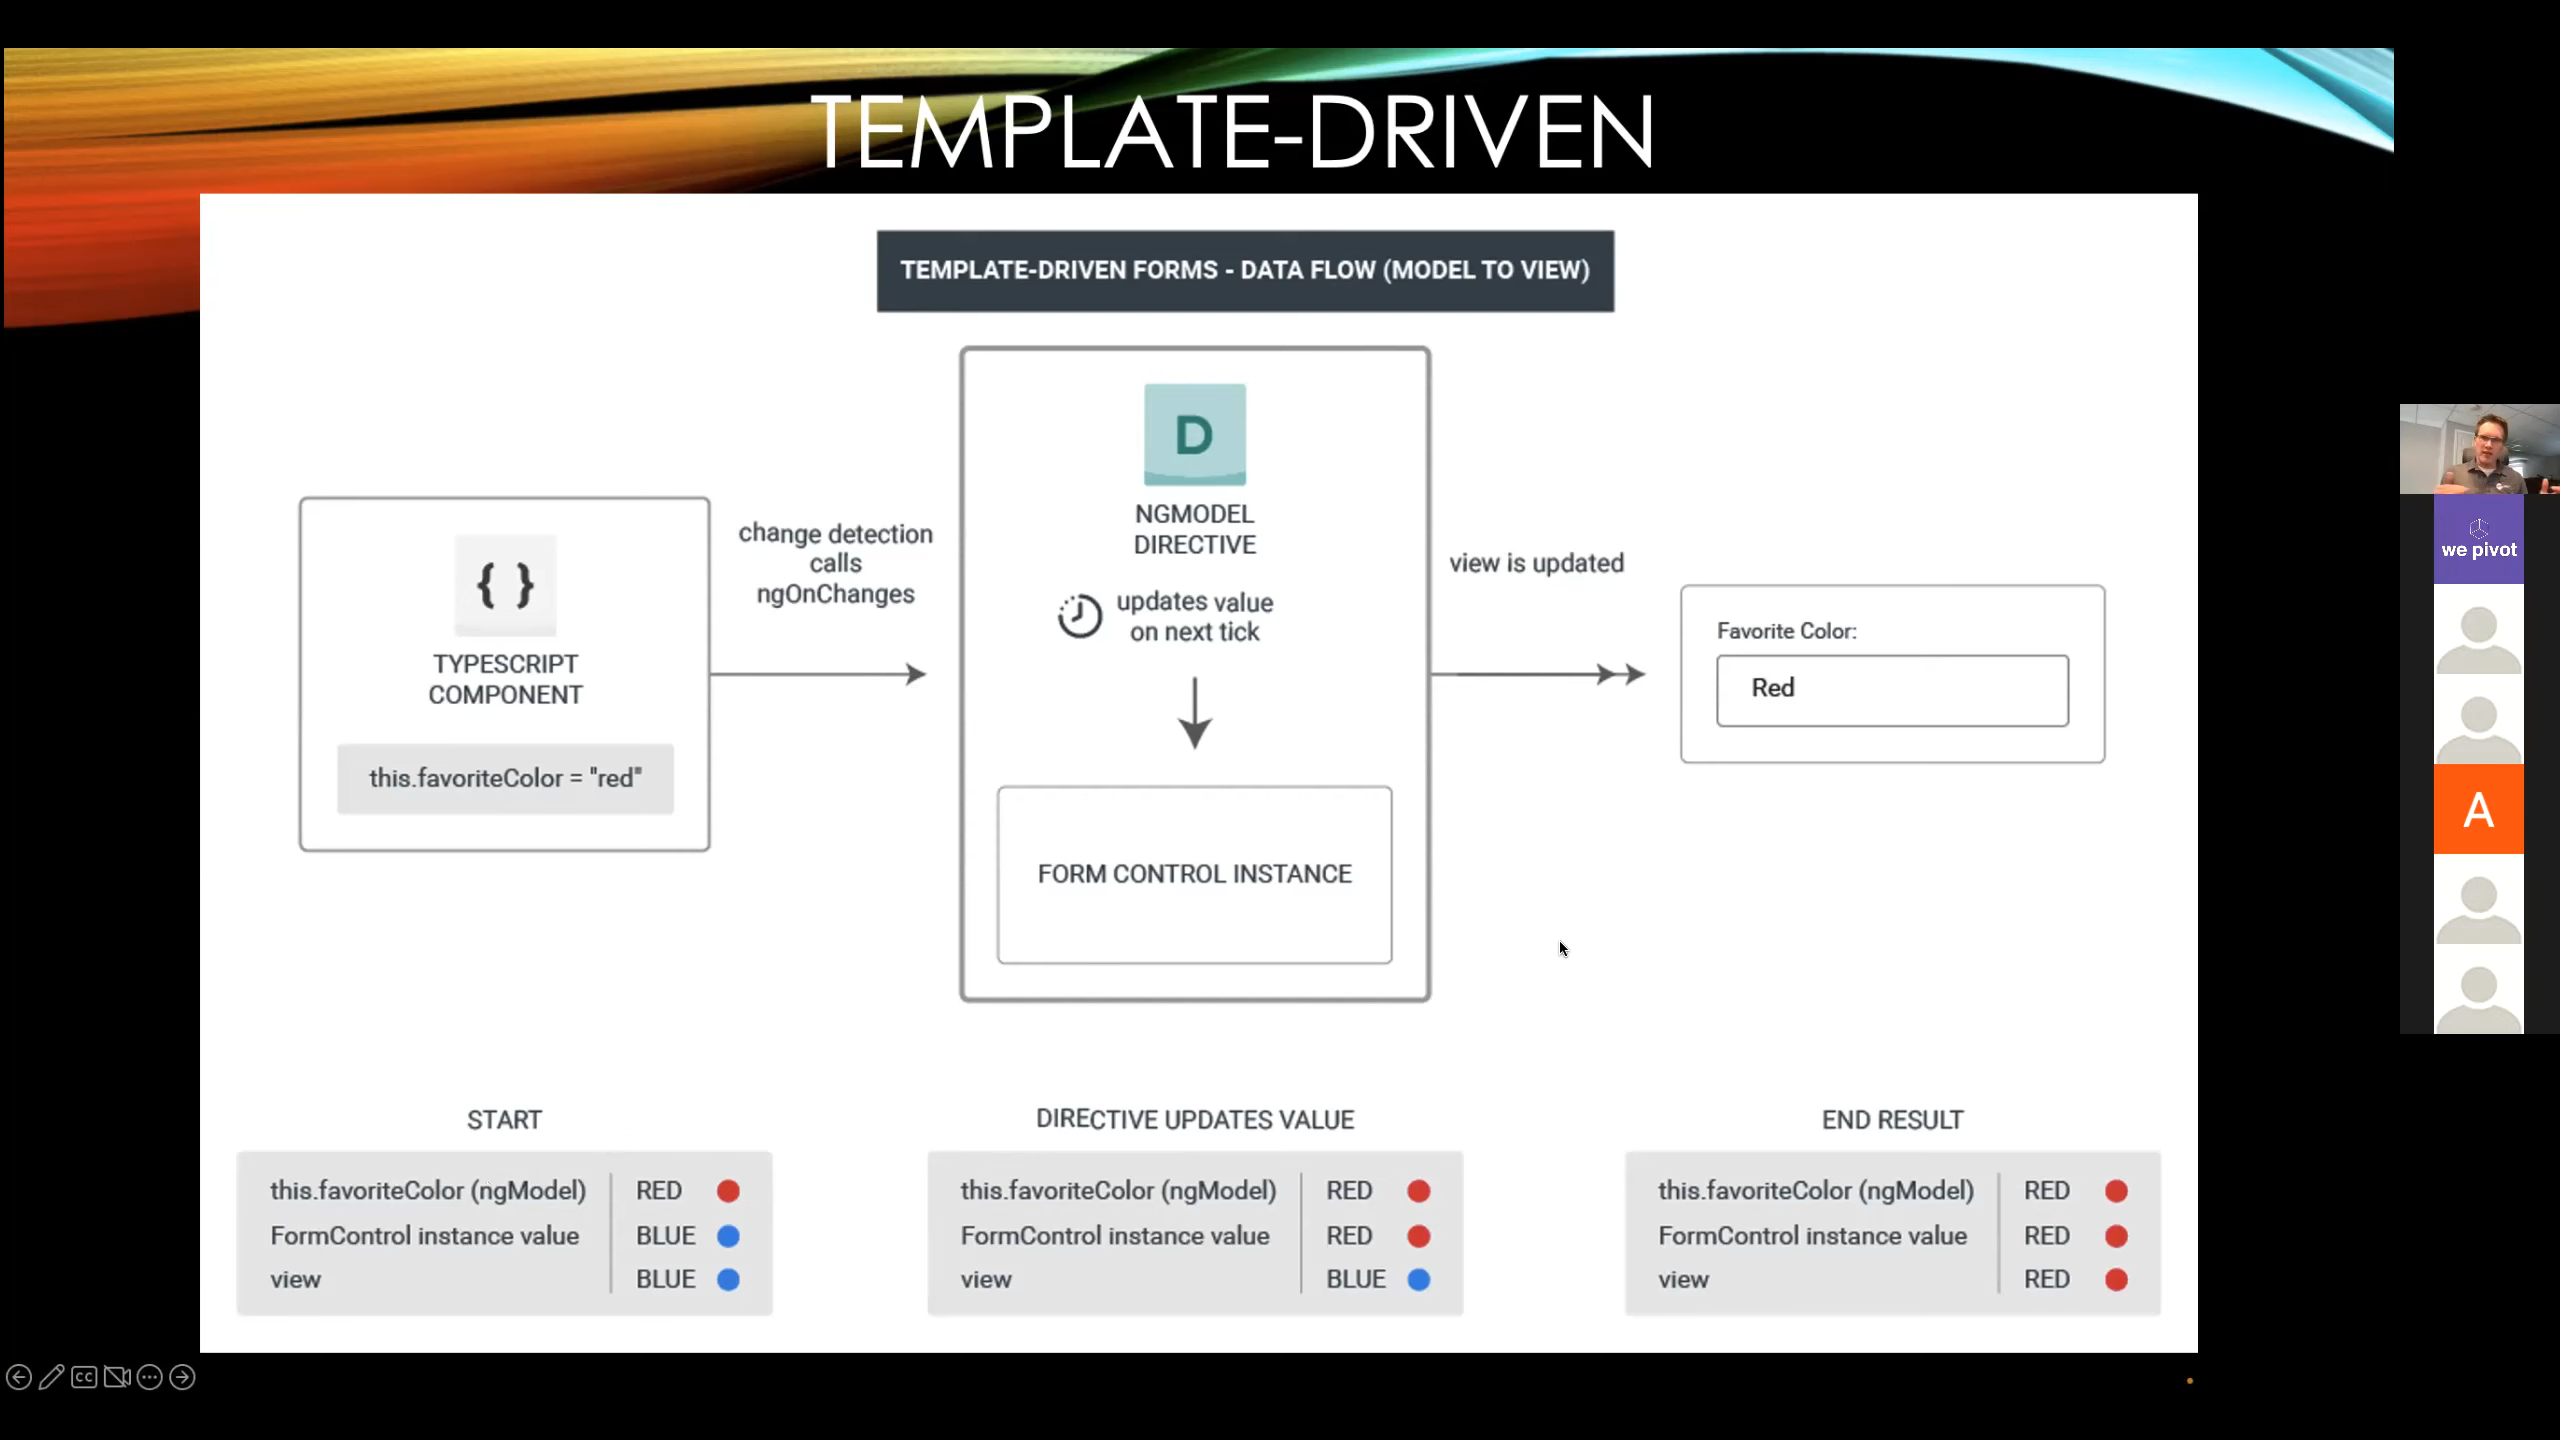 TEMPLATE-DRIVEN
TEMPLATE-DRIVEN FORMS - DATA FLOW (MODEL TO VIEW)
D
NGMODEL
DIRECTIVE
updates value
on next tick
FORM CONTROL INSTANCE
{ }
TYPESCRIPT
COMPONENT
this.favoriteColor = "red"
change detection
calls
ngOnChanges
view is updated
Favorite Color:
Red
START
this.favoriteColor (ngModel) RED
FormControl instance value BLUE
view BLUE
DIRECTIVE UPDATES VALUE
this.favoriteColor (ngModel) RED
FormControl instance value RED
view BLUE
END RESULT
this.favoriteColor (ngModel) RED
FormControl instance value RED
view RED
we pivot
A
CC